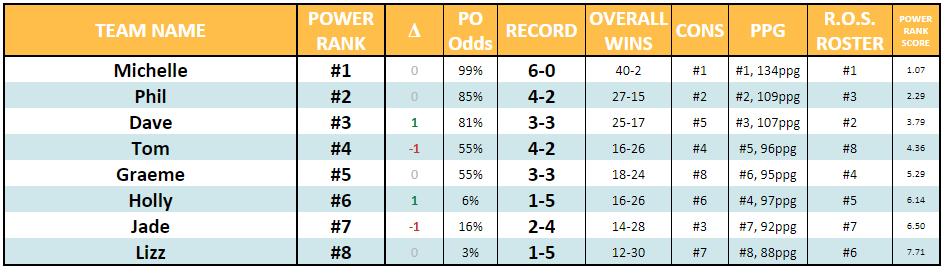 TEAM NAME POWER RANK Δ PO Odds RECORD OVERALL WINS CONS PPG R.O.S. ROSTER POWER RANK SCORE
Michelle #1 0 99% 6-0 40-2 #1 #1, 134ppg #1 1.07
Phil #2 0 85% 4-2 27-15 #2 #2, 109ppg #3 2.29
Dave #3 1 81% 3-3 25-17 #5 #3, 107ppg #2 3.79
Tom #4 -1 55% 4-2 16-26 #4 #5, 96ppg #8 4.36
Graeme #5 0 55% 3-3 18-24 #8 #6, 95ppg #4 5.29
Holly #6 1 6% 1-5 16-26 #6 #4, 97ppg #5 6.14
Jade #7 -1 16% 2-4 14-28 #3 #7, 92ppg #7 6.50
Lizz #8 0 3% 1-5 12-30 #7 #8, 88ppg #6 7.71